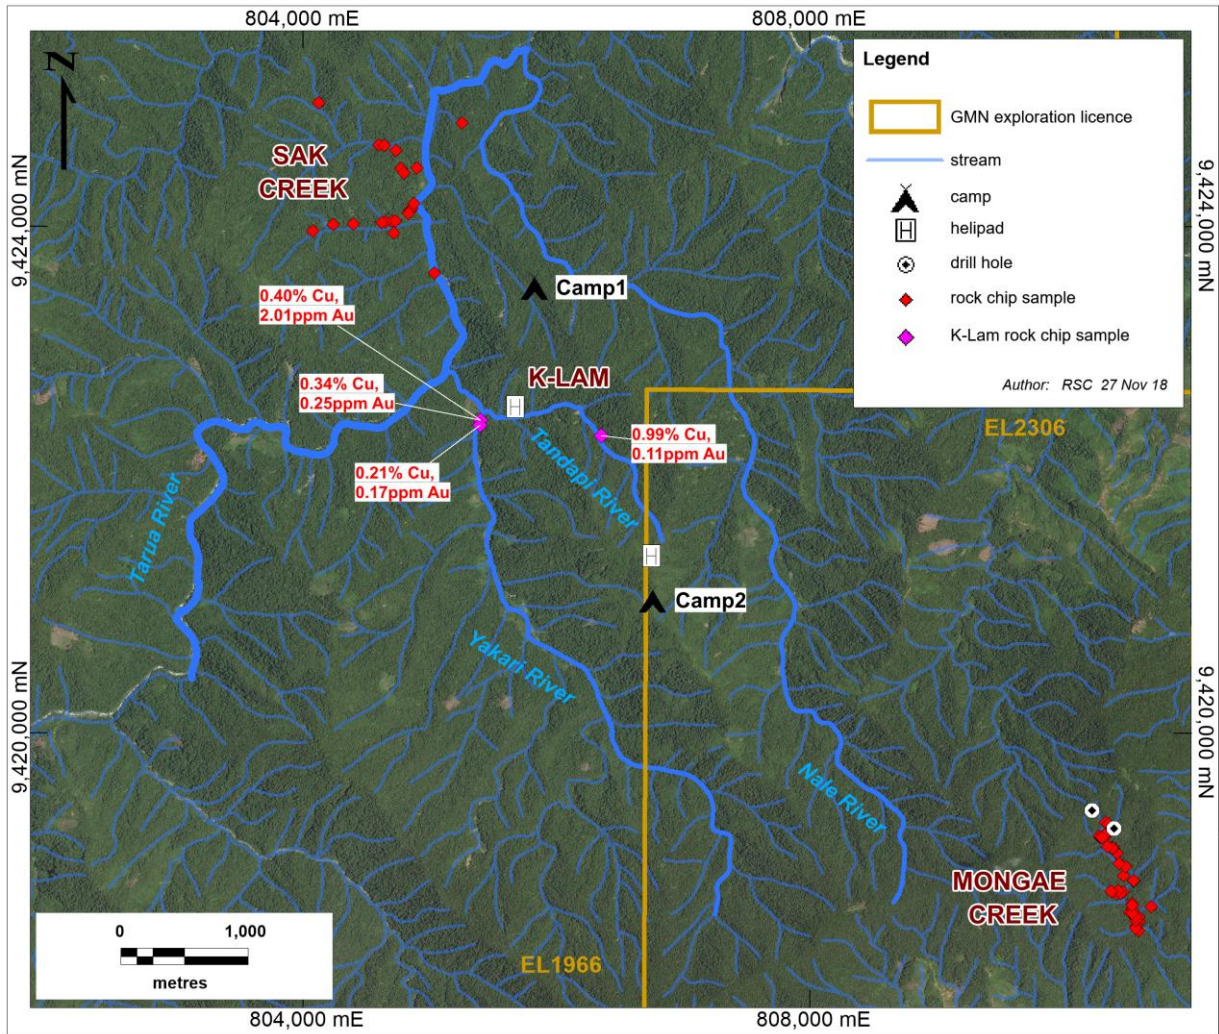 804,000 mE
808,000 mE
N
Legend
GMN exploration licence
stream
camp
H
helipad
drill hole
rock chip sample
K-Lam rock chip sample
Author: RSC 27 Nov 18
9,424,000 mN
9,424,000 mN
SAK
CREEK
Camp1
0.40% Cu,
2.01ppm Au
K-LAM
0.34% Cu,
0.25ppm Au
H
EL2306
0.99% Cu,
0.11ppm Au
0.21% Cu,
0.17ppm Au
Tandapi River
Tarua River
H
Camp2
Yakari River
9,420,000 mN
9,420,000 mN
Nale River
MONGAE
CREEK
0 1,000
metres
EL1966
804,000 mE
808,000 mE